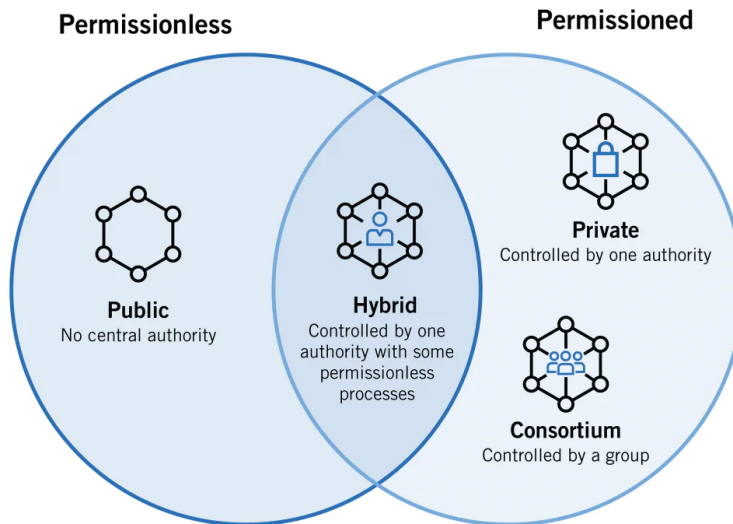 Permissionless
Permissioned
Public
No central authority
Hybrid
Controlled by one
authority with some
permissionless
processes
Private
Controlled by one authority
Consortium
Controlled by a group